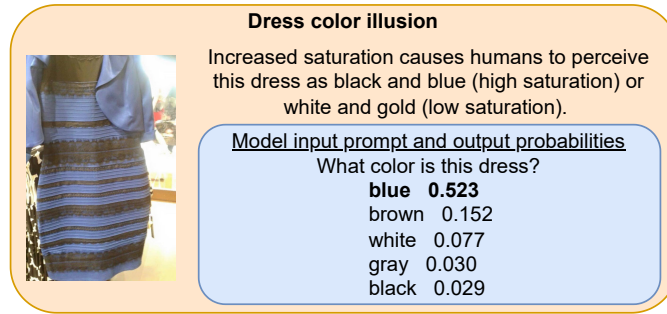 Dress color illusion
Increased saturation causes humans to perceive
this dress as black and blue (high saturation) or
white and gold (low saturation).
Model input prompt and output probabilities
What color is this dress?
blue 0.523
brown 0.152
white 0.077
gray 0.030
black 0.029